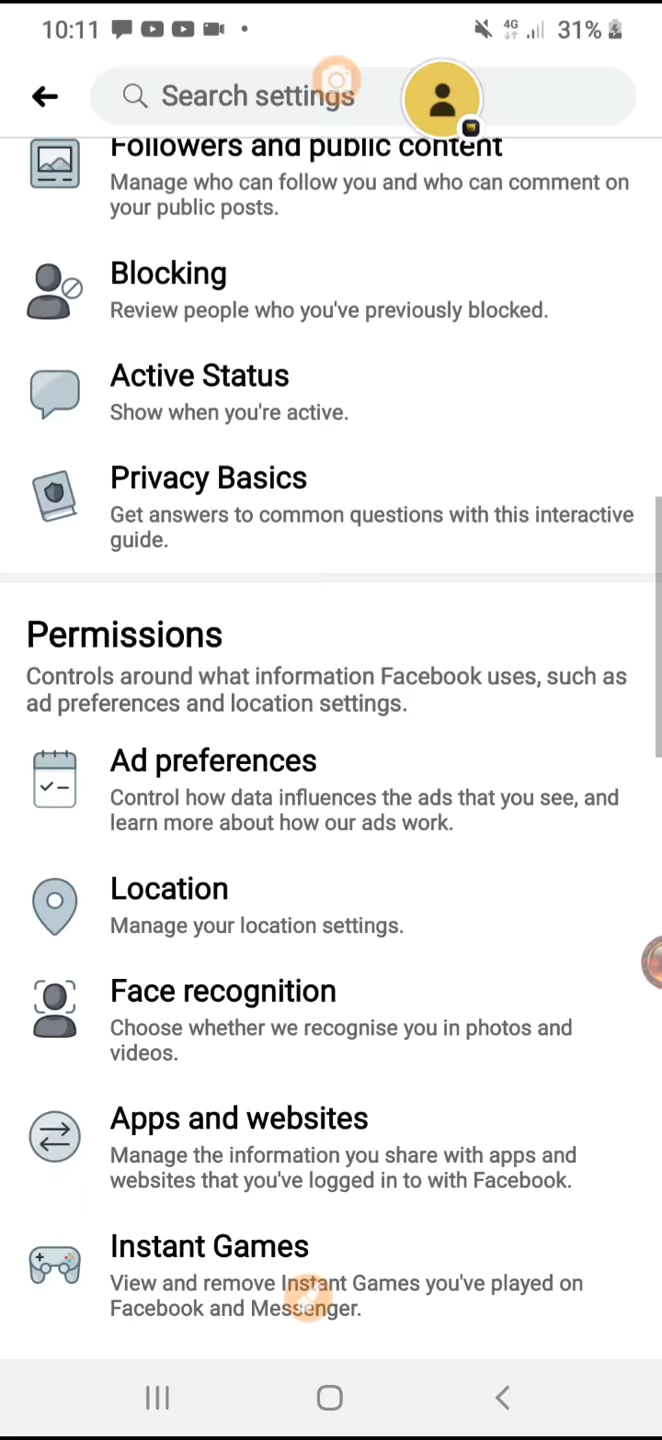 10:11
4G
31%
Search settings
Followers and public content
Manage who can follow you and who can comment on
your public posts.
Blocking
Review people who you've previously blocked.
Active Status
Show when you're active.
Privacy Basics
Get answers to common questions with this interactive
guide.
Permissions
Controls around what information Facebook uses, such as
ad preferences and location settings.
Ad preferences
Control how data influences the ads that you see, and
learn more about how our ads work.
Location
Manage your location settings.
Face recognition
Choose whether we recognise you in photos and
videos.
Apps and websites
Manage the information you share with apps and
websites that you've logged in to with Facebook.
Instant Games
View and remove Instant Games you've played on
Facebook and Messenger.